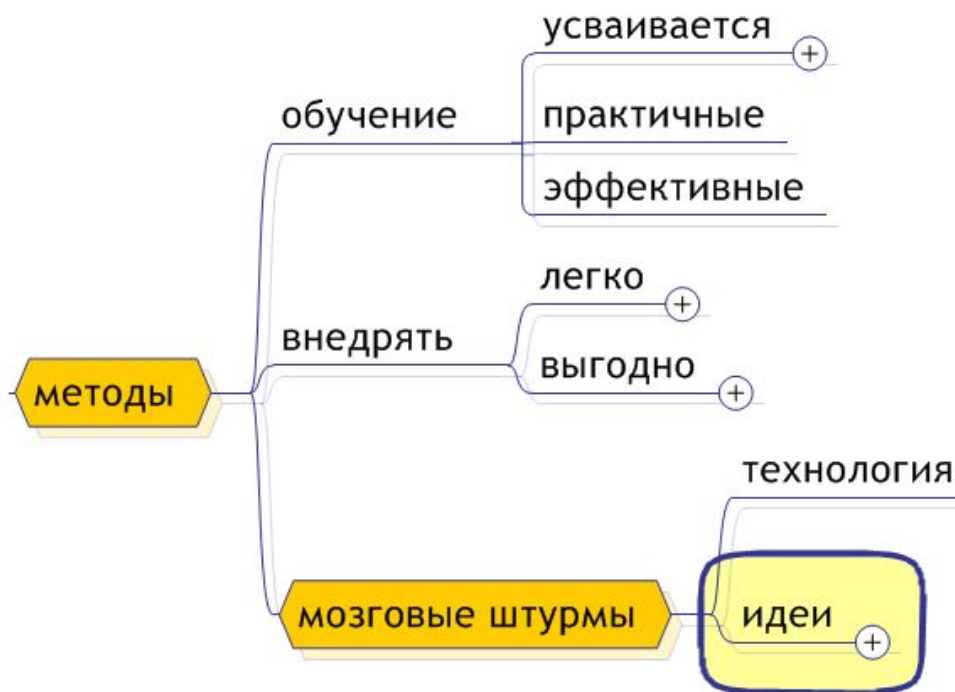 усваивается
обучение
практичные
эффективные
легко
внедрять
выгодно
методы
технология
мозговые штурмы
идеи